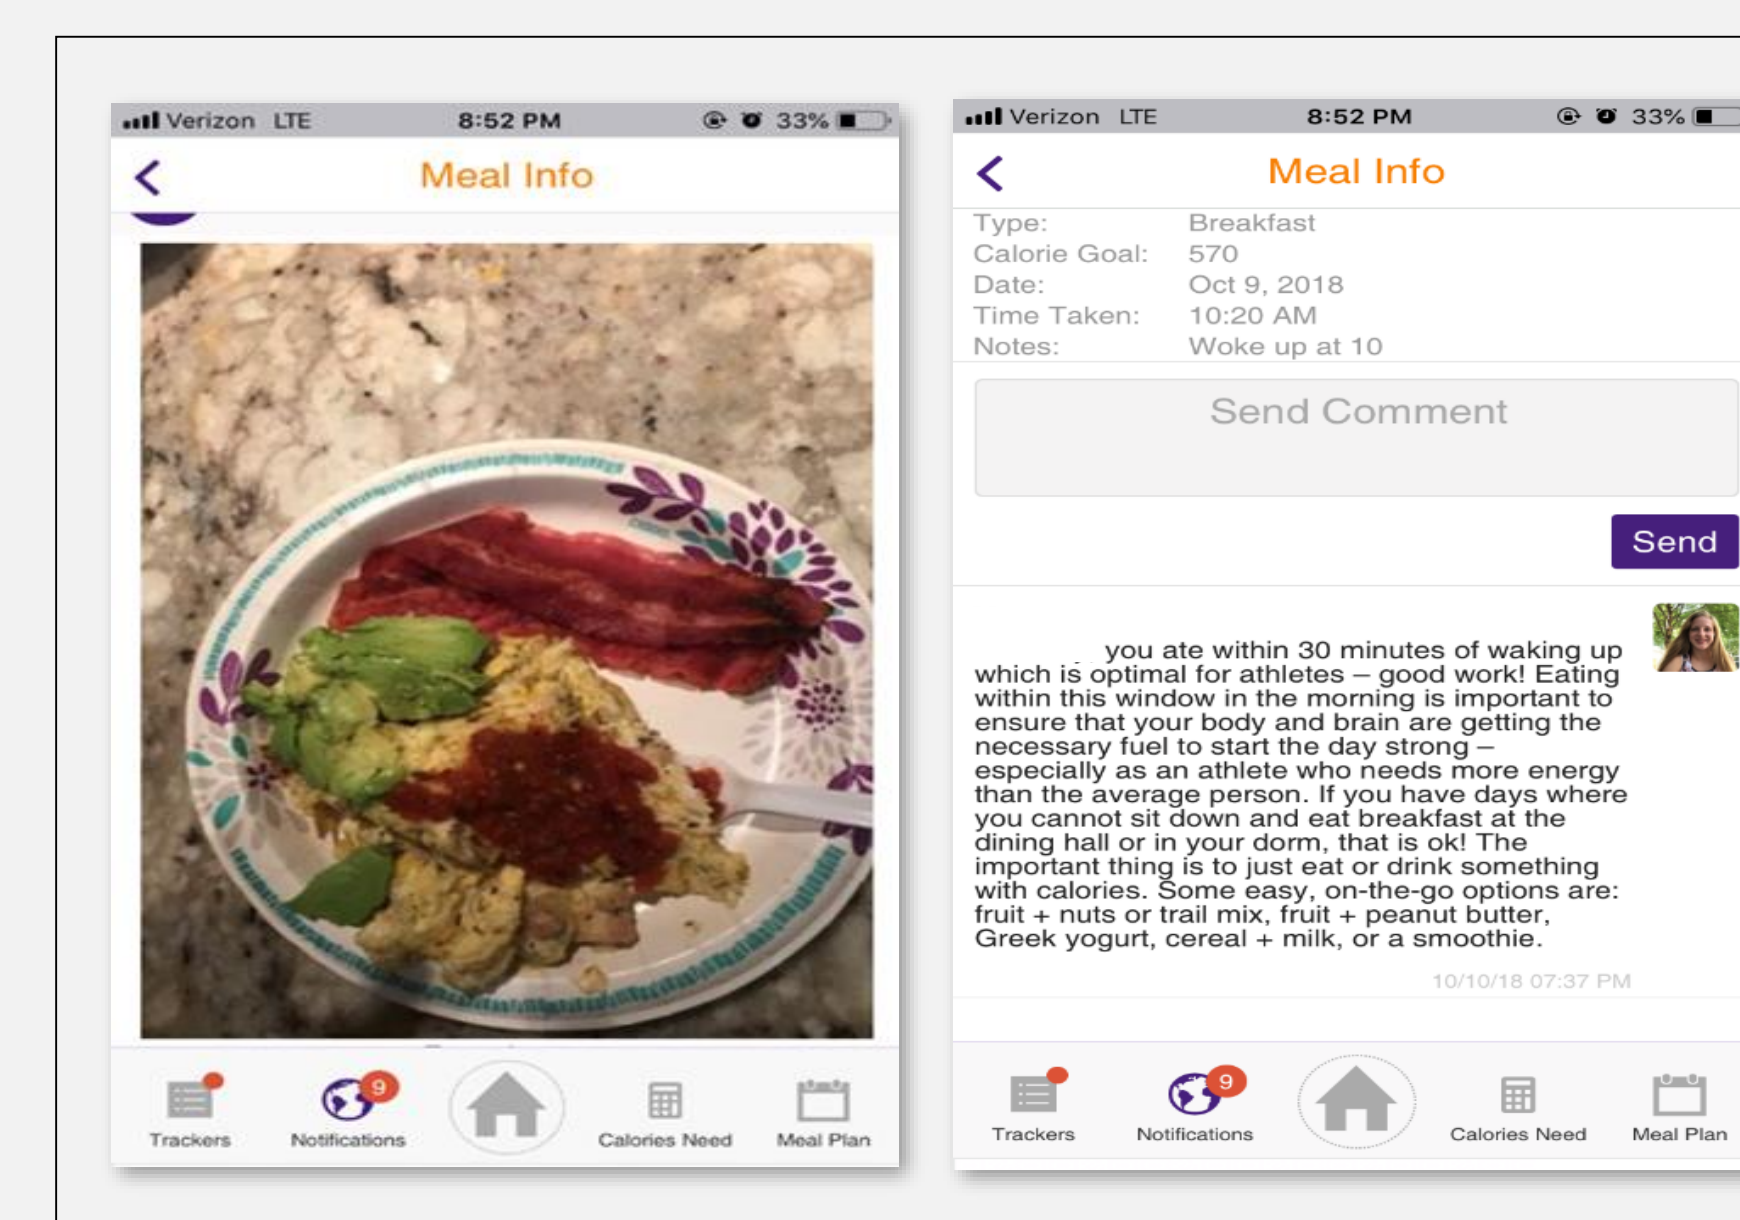 Verizon LTE 8:52 PM 33%
Meal Info
Trackers
9
Notifications
Calories Need
Meal Plan
Verizon LTE 8:52 PM 33%
Meal Info
Type: Breakfast
Calorie Goal: 570
Date: Oct 9, 2018
Time Taken: 10:20 AM
Notes: Woke up at 10
Send Comment
Send
you ate within 30 minutes of waking up
which is optimal for athletes – good work! Eating
within this window in the morning is important to
ensure that your body and brain are getting the
necessary fuel to start the day strong –
especially as an athlete who needs more energy
than the average person. If you have days where
you cannot sit down and eat breakfast at the
dining hall or in your dorm, that is ok! The
important thing is to just eat or drink something
with calories. Some easy, on-the-go options are:
fruit + nuts or trail mix, fruit + peanut butter,
Greek yogurt, cereal + milk, or a smoothie.
10/10/18 07:37 PM
Trackers
9
Notifications
Calories Need
Meal Plan